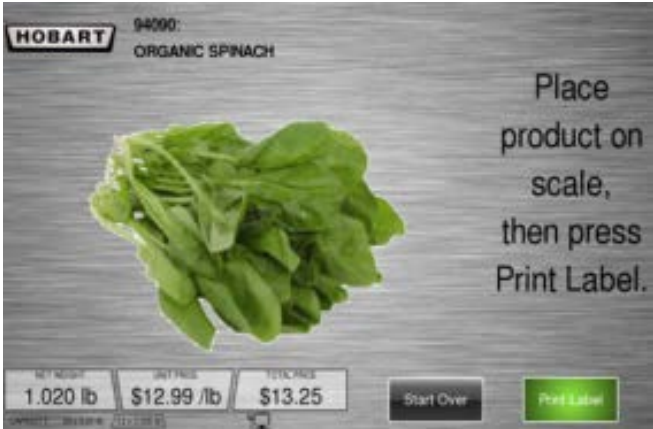 HOBART
94090:
ORGANIC SPINACH
Place
product on
scale,
then press
Print Label.
NET WEIGHT
1.020 lb
UNIT PRICE
$12.99 /lb
TOTAL PRICE
$13.25
Start Over
Print Label
CAPACITY